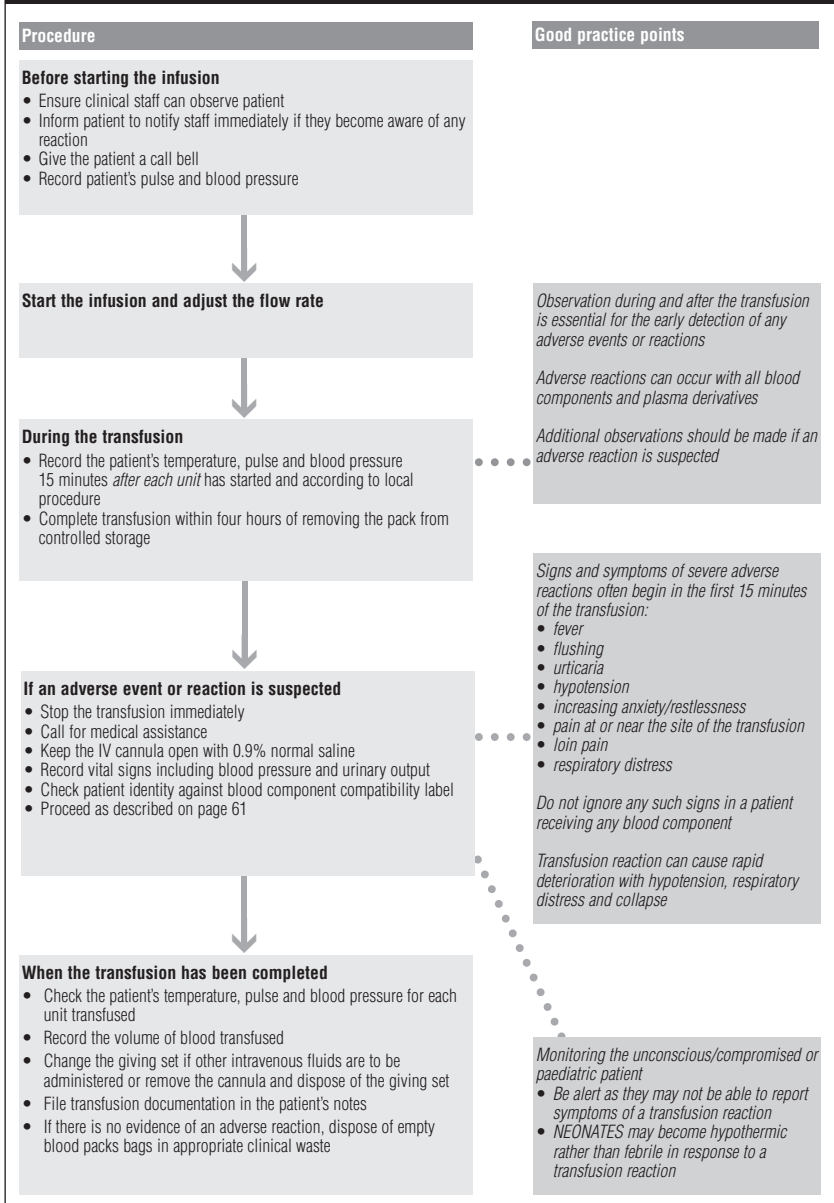 Procedure
Before starting the infusion
• Ensure clinical staff can observe patient
• Inform patient to notify staff immediately if they become aware of any
reaction
• Give the patient a call bell
• Record patient's pulse and blood pressure
Start the infusion and adjust the flow rate
During the transfusion
• Record the patient's temperature, pulse and blood pressure
15 minutes after each unit has started and according to local
procedure
• Complete transfusion within four hours of removing the pack from
controlled storage
If an adverse event or reaction is suspected
• Stop the transfusion immediately
• Call for medical assistance
• Keep the IV cannula open with 0.9% normal saline
• Record vital signs including blood pressure and urinary output
• Check patient identity against blood component compatibility label
• Proceed as described on page 61
When the transfusion has been completed
• Check the patient's temperature, pulse and blood pressure for each
unit transfused
• Record the volume of blood transfused
• Change the giving set if other intravenous fluids are to be
administered or remove the cannula and dispose of the giving set
• File transfusion documentation in the patient's notes
• If there is no evidence of an adverse reaction, dispose of empty
blood packs bags in appropriate clinical waste
Good practice points
Observation during and after the transfusion
is essential for the early detection of any
adverse events or reactions
Adverse reactions can occur with all blood
components and plasma derivatives
Additional observations should be made if an
adverse reaction is suspected
Signs and symptoms of severe adverse
reactions often begin in the first 15 minutes
of the transfusion:
• fever
• flushing
• urticaria
• hypotension
• increasing anxiety/restlessness
• pain at or near the site of the transfusion
• loin pain
• respiratory distress
Do not ignore any such signs in a patient
receiving any blood component
Transfusion reaction can cause rapid
deterioration with hypotension, respiratory
distress and collapse
Monitoring the unconscious/compromised or
paediatric patient
• Be alert as they may not be able to report
symptoms of a transfusion reaction
• NEONATES may become hypothermic
rather than febrile in response to a
transfusion reaction